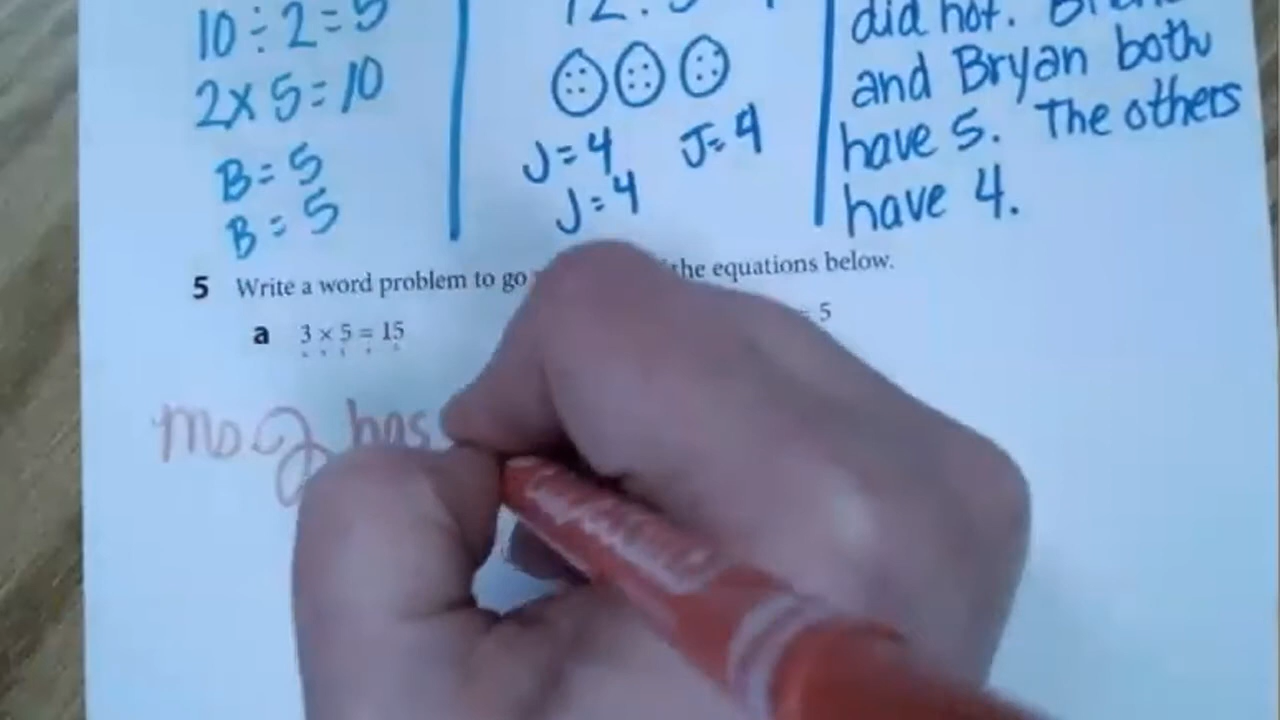 10 ÷ 2 = 5
2 x 5 = 10
B = 5
B = 5
J = 4 J = 4
J = 4
did not.
and Bryan both
have 5. The others
have 4.
5 Write a word problem to go the equations below.
a 3 × 5 = 15
= 5
has